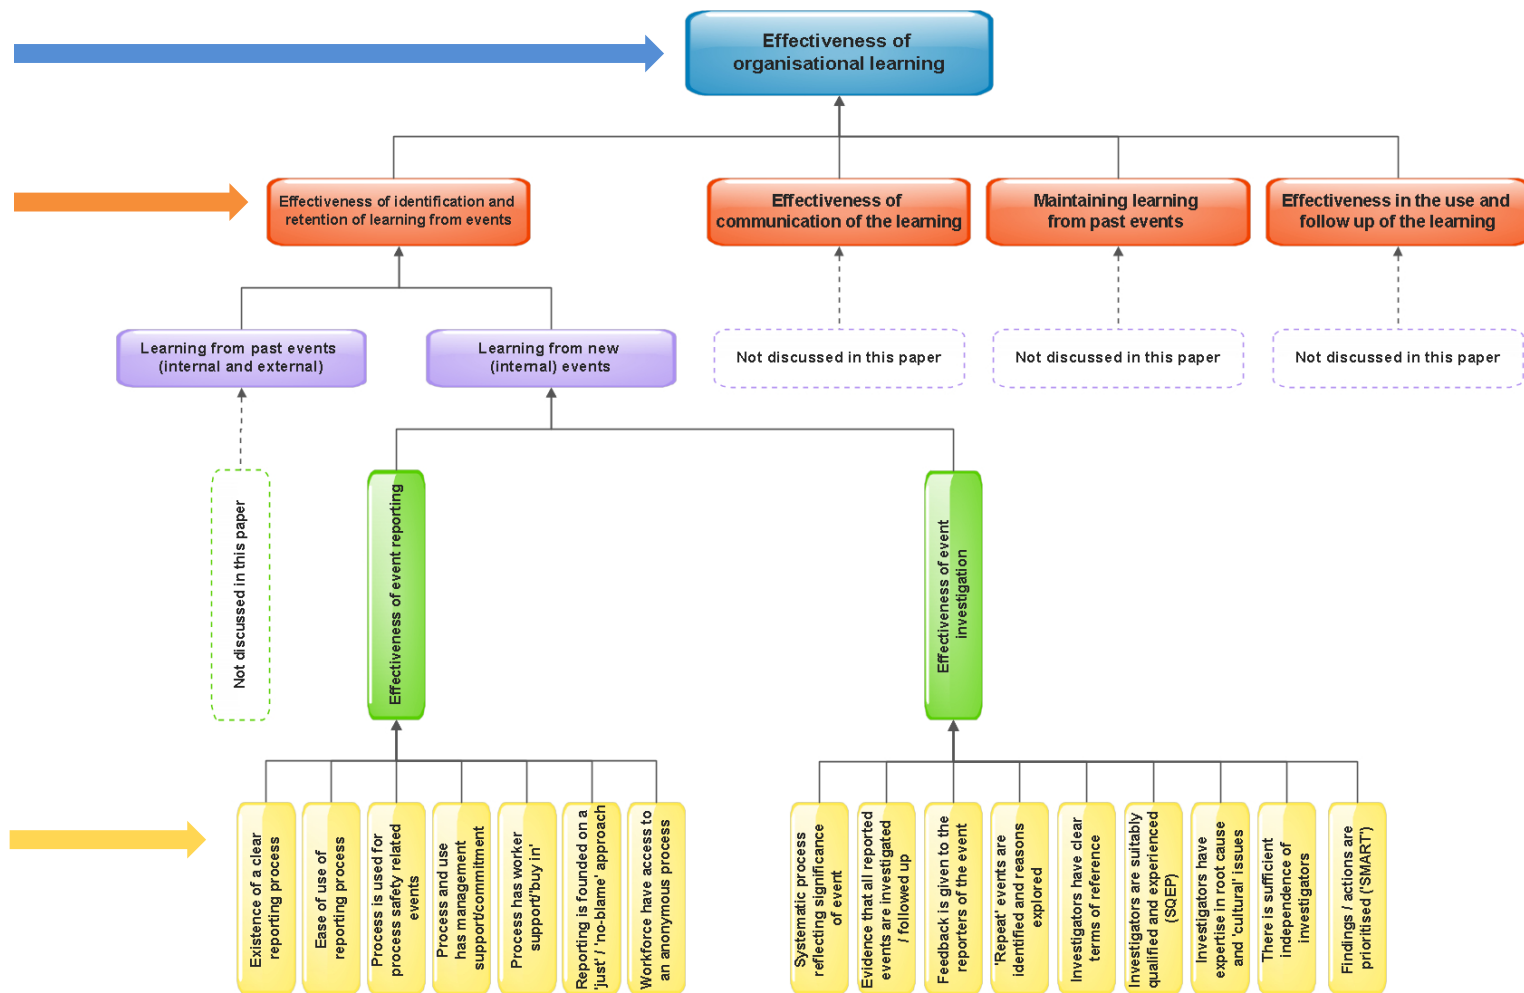 Effectiveness of
organisational learning
Effectiveness of identification and
retention of learning from events
Effectiveness of
communication of the learning
Maintaining learning
from past events
Effectiveness in the use and
follow up of the learning
Learning from past events
(internal and external)
Learning from new
(internal) events
Not discussed in this paper
Not discussed in this paper
Not discussed in this paper
Not discussed in this paper
Effectiveness of event reporting
Effectiveness of event
investigation
Existence of a clear
reporting process
Ease of use of
reporting process
Process is used for
process safety related
events
Process and use
has management
support/commitment
Process has worker
support/'buy in'
Reporting is founded on a
'just' / 'no-blame' approach
Workforce have access to
an anonymous process
Systematic process
reflecting significance
of event
Evidence that all reported
events are investigated
/ followed up
Feedback is given to the
reporters of the event
'Repeat' events are
identified and reasons
explored
Investigators have clear
terms of reference
Investigators are suitably
qualified and experienced
(SQEP)
Investigators have
expertise in root cause
and 'cultural' issues
There is sufficient
independence of
investigators
Findings / actions are
prioritised ('SMART')